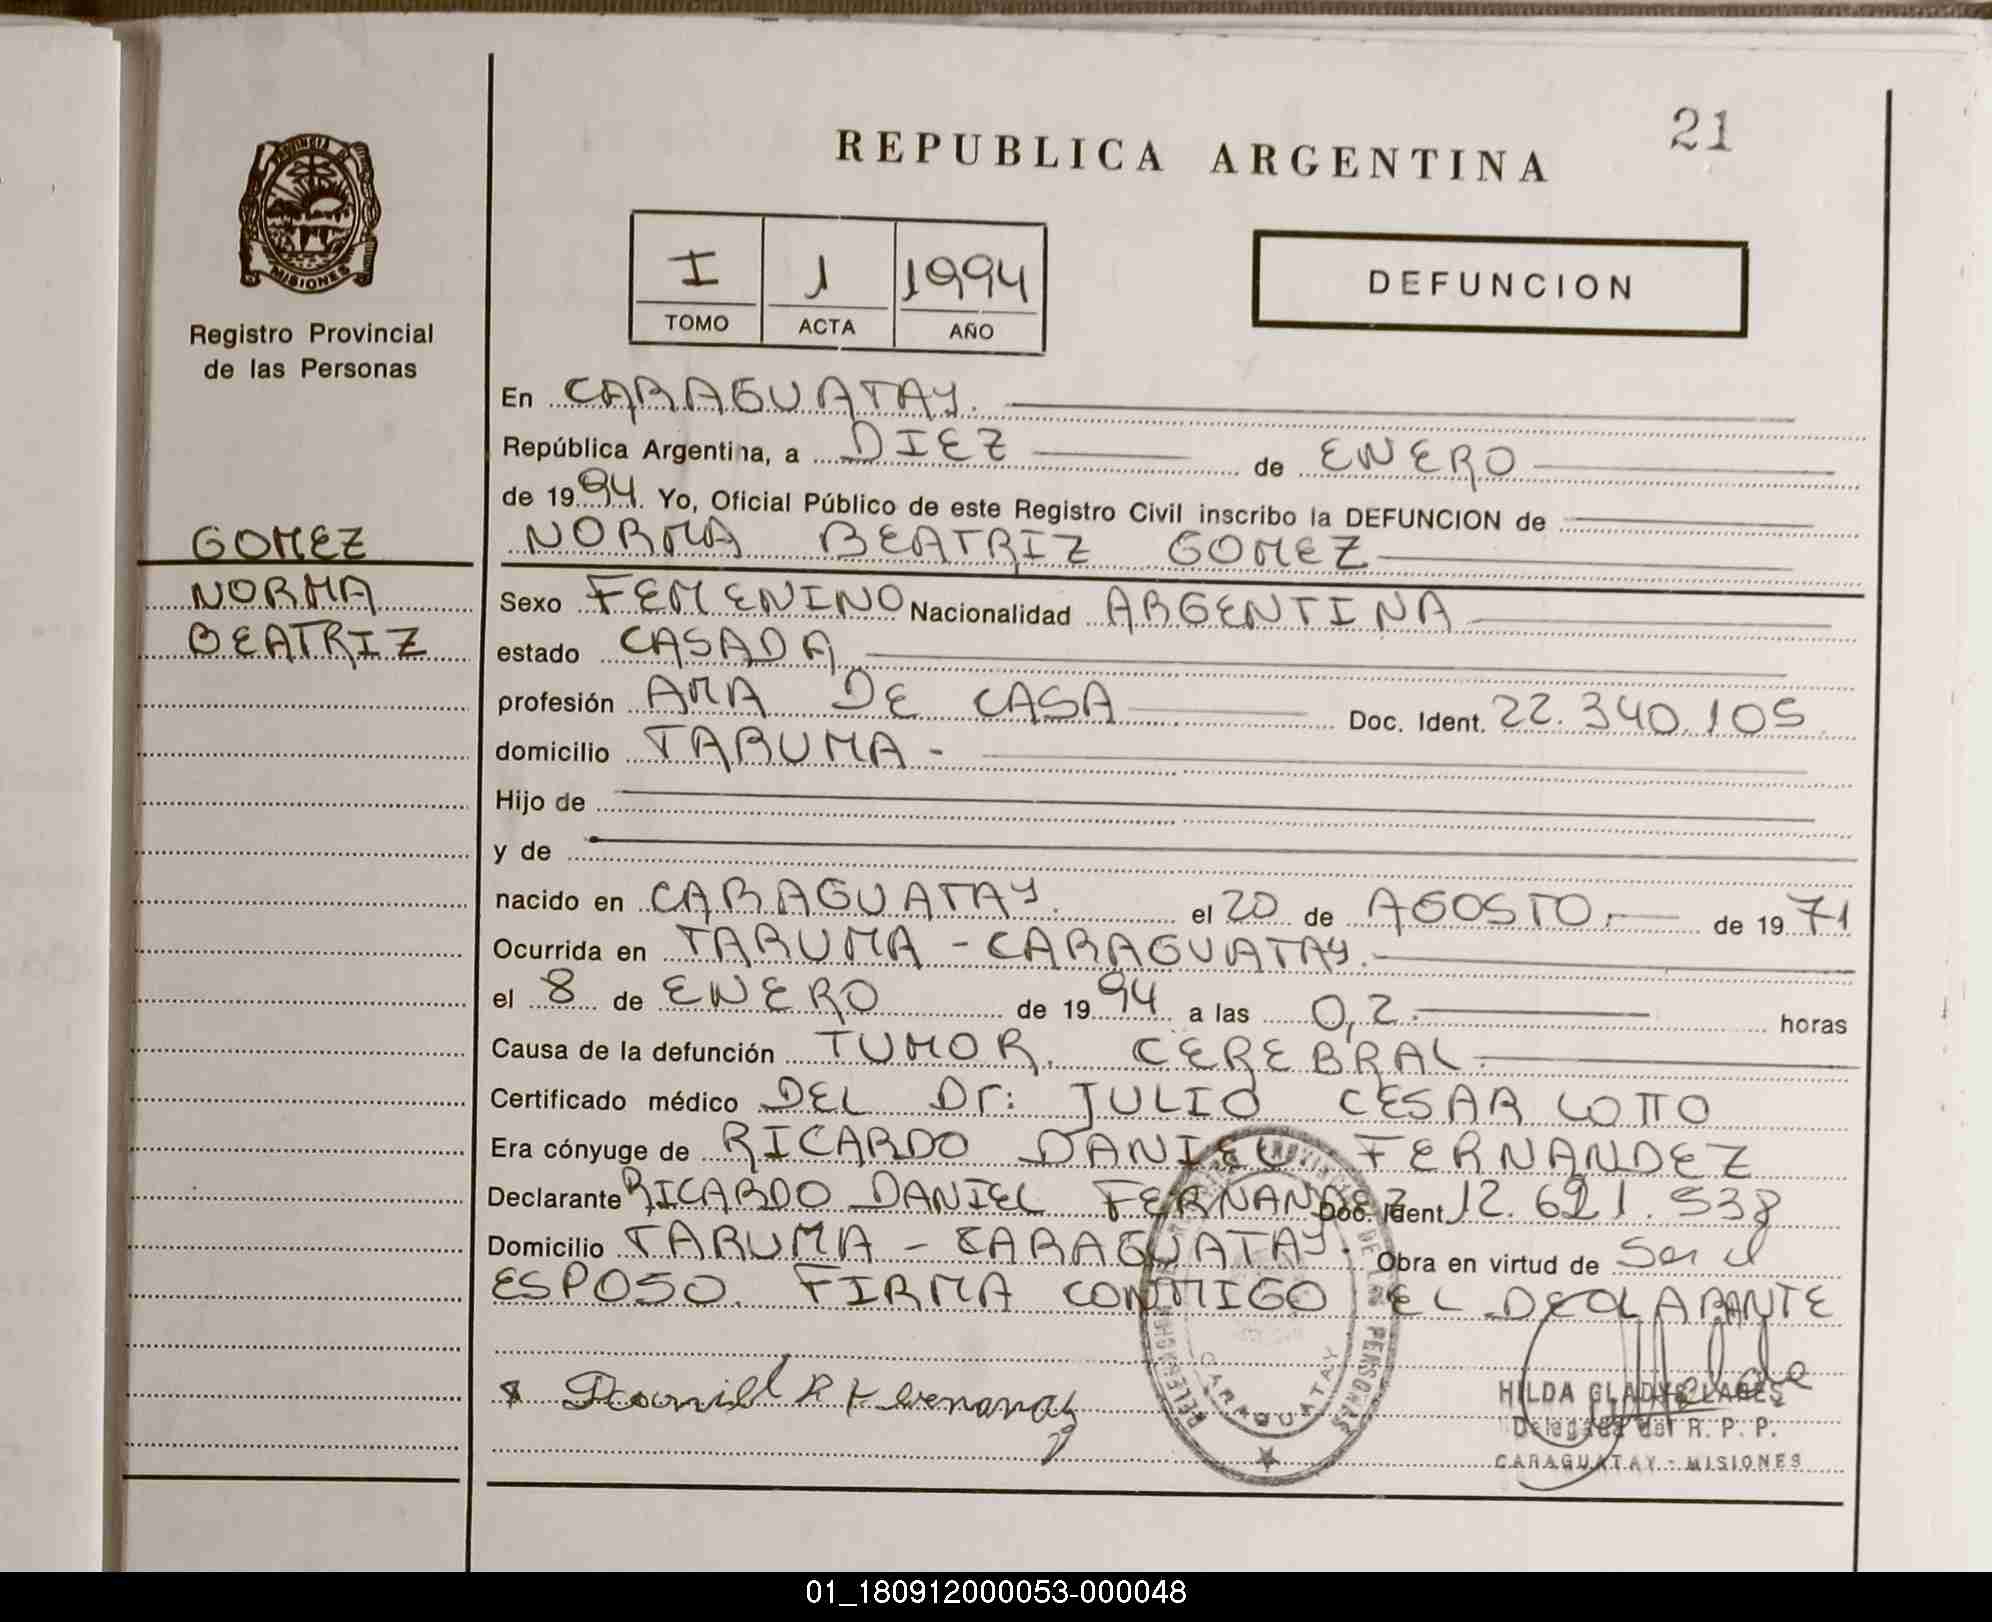 21
REPUBLICA ARGENTINA
PROVINCIA DE
MISIONES
Registro Provincial
de las Personas
I 1 1994
TOMO ACTA AÑO
DEFUNCION
En CARAGUATAY.
República Argentina, a DIEZ de ENERO
de 1994. Yo, Oficial Público de este Registro Civil inscribo la DEFUNCION de
GOMEZ
NORMA BEATRIZ GOMEZ
NORMA
Sexo FEMENINO Nacionalidad ARGENTINA
BEATRIZ
estado CASADA
profesión AMA DE CASA Doc. Ident. 22.340.105
domicilio TARUMA -
Hijo de
y de
nacido en CARAGUATAY. el 20 de AGOSTO.- de 1971
Ocurrida en TARUMA - CARAGUATAY.
el 8 de ENERO de 1994 a las 0,2. horas
Causa de la defunción TUMOR CEREBRAL
Certificado médico DEL Dr: JULIO CESAR LOTTO
Era cónyuge de RICARDO DANIEL FERNANDEZ
Declarante RICARDO DANIEL FERNANDEZ Doc. Ident 12.621.538
Domicilio TARUMA - CARAGUATAY. Obra en virtud de Ser el
ESPOSO. FIRMA CONMIGO EL DECLARANTE
CARAGUATAY
HILDA GLADYS LAGES
Delegada del R. P. P.
CARAGUATAY - MISIONES
01_180912000053-000048